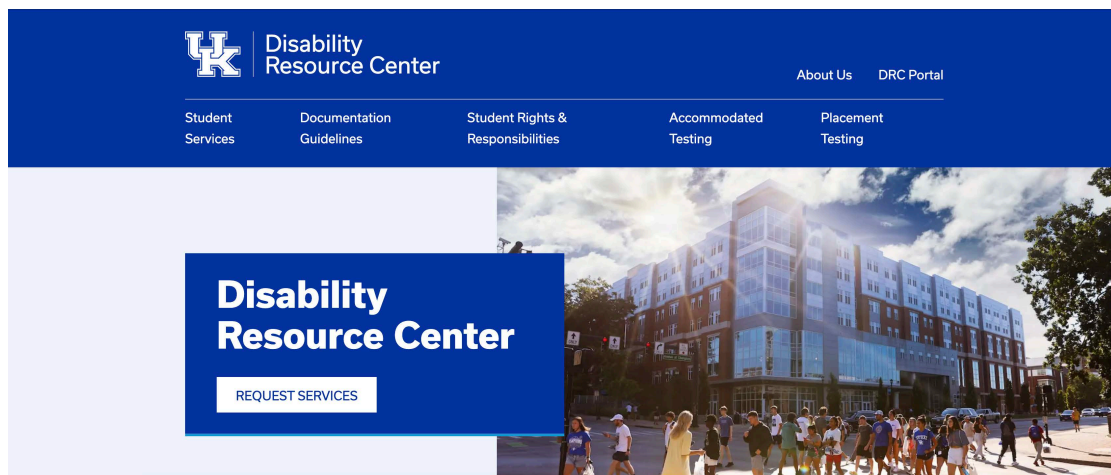 UK
Disability
Resource Center
About Us
DRC Portal
Student
Services
Documentation
Guidelines
Student Rights &
Responsibilities
Accommodated
Testing
Placement
Testing
Disability
Resource Center
REQUEST SERVICES